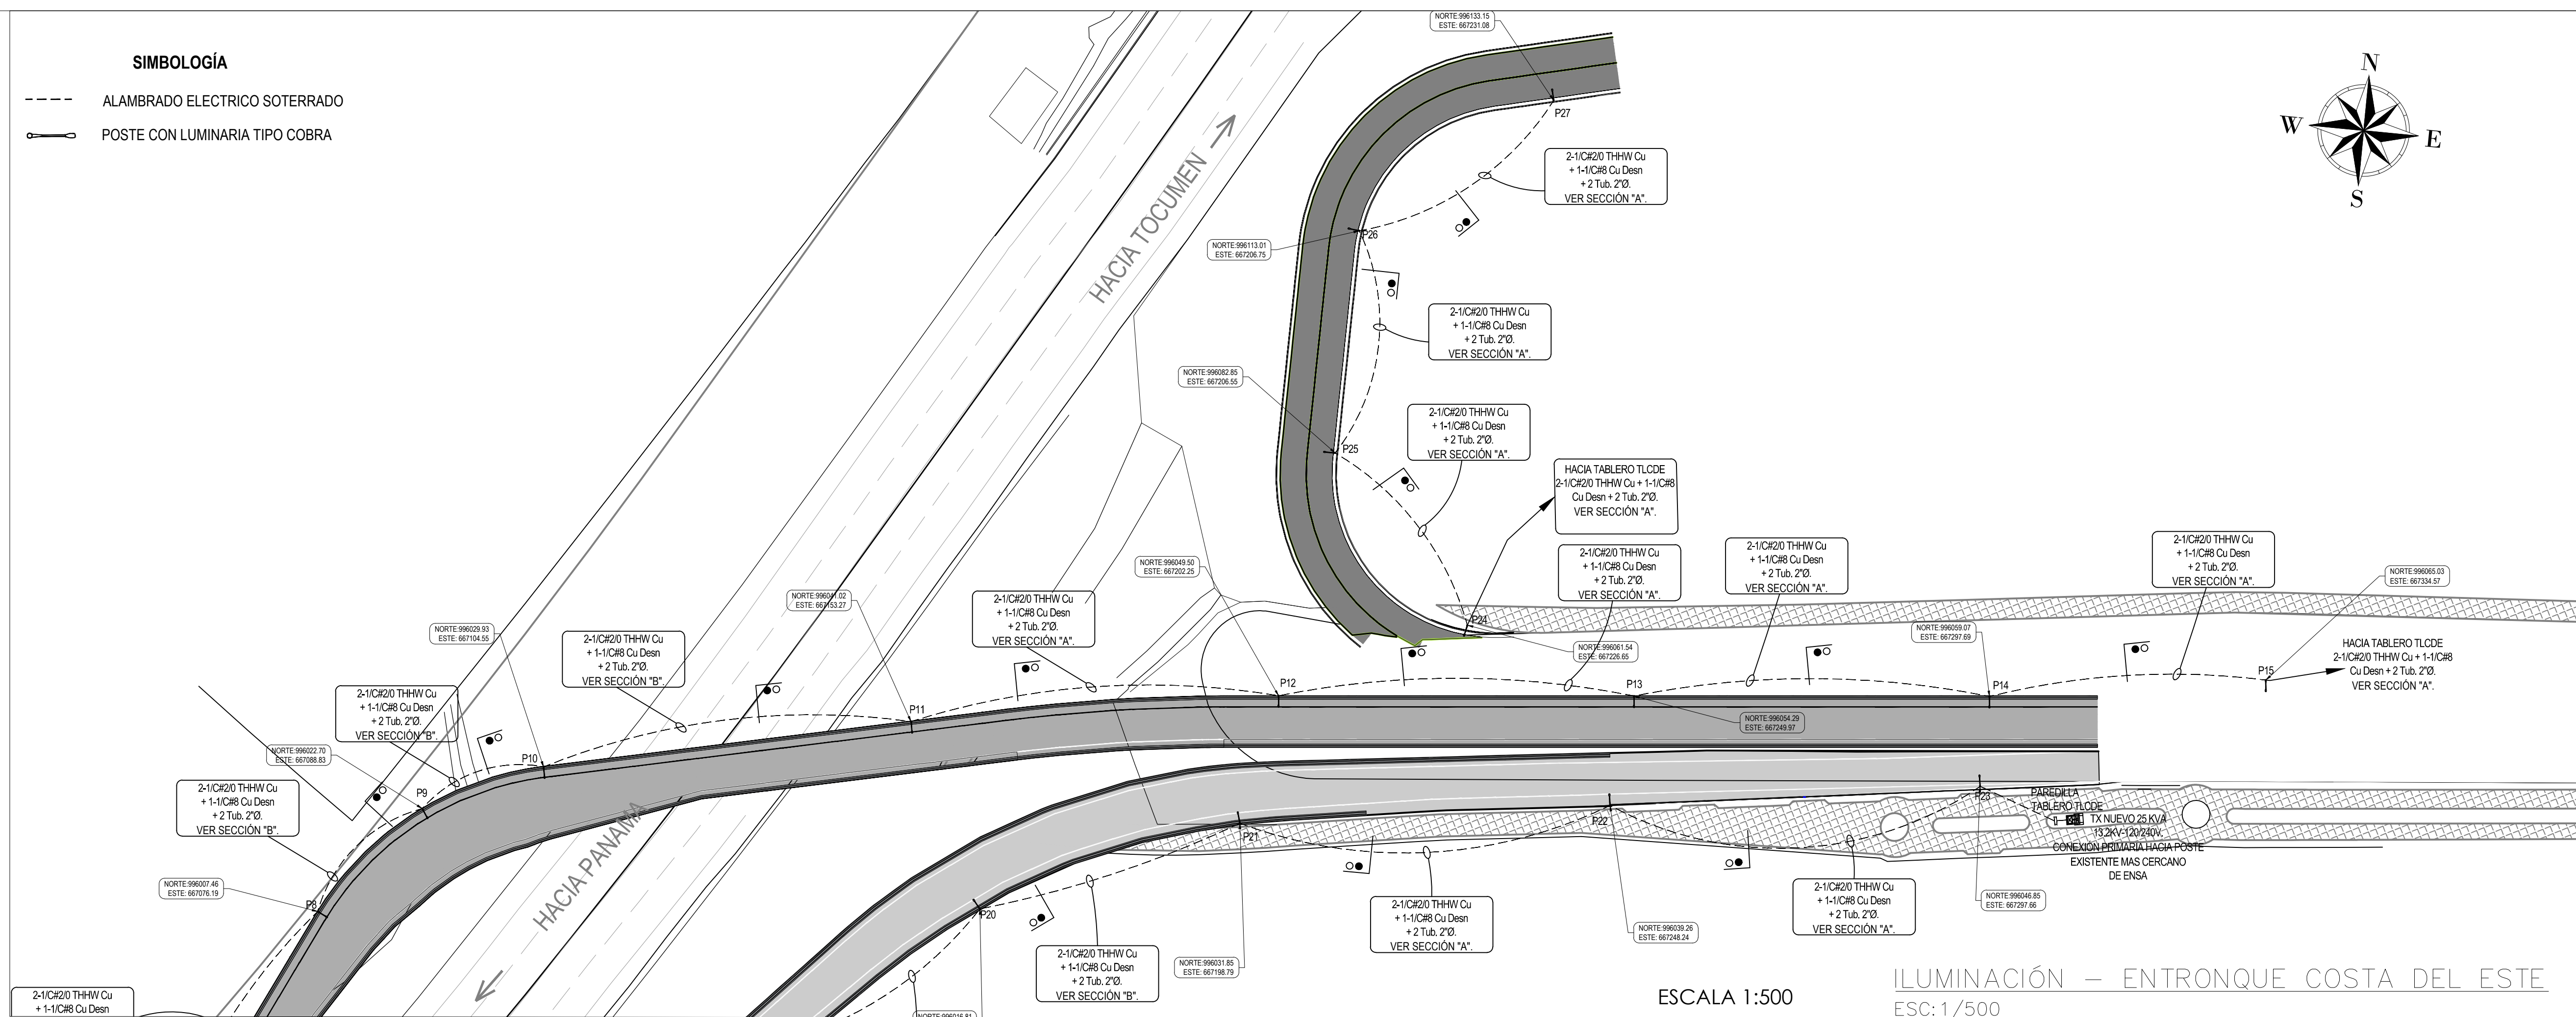 SIMBOLOGÍA
ALAMBRADO ELECTRICO SOTERRADO
POSTE CON LUMINARIA TIPO COBRA
NORTE:996133.15
ESTE: 667231.08
P27
N
W
E
S
HACIA TOCUMEN
2-1/C#2/0 THHW Cu
+ 1-1/C#8 Cu Desn
+ 2 Tub. 2"Ø.
VER SECCIÓN "A".
P26
NORTE:996113.01
ESTE: 667206.75
2-1/C#2/0 THHW Cu
+ 1-1/C#8 Cu Desn
+ 2 Tub. 2"Ø.
VER SECCIÓN "A".
NORTE:996082.85
ESTE: 667206.55
P25
2-1/C#2/0 THHW Cu
+ 1-1/C#8 Cu Desn
+ 2 Tub. 2"Ø.
VER SECCIÓN "A".
HACIA TABLERO TLCDE
2-1/C#2/0 THHW Cu + 1-1/C#8
Cu Desn + 2 Tub. 2"Ø.
VER SECCIÓN "A".
P24
NORTE:996061.54
ESTE: 667226.65
2-1/C#2/0 THHW Cu
+ 1-1/C#8 Cu Desn
+ 2 Tub. 2"Ø.
VER SECCIÓN "A".
2-1/C#2/0 THHW Cu
+ 1-1/C#8 Cu Desn
+ 2 Tub. 2"Ø.
VER SECCIÓN "A".
2-1/C#2/0 THHW Cu
+ 1-1/C#8 Cu Desn
+ 2 Tub. 2"Ø.
VER SECCIÓN "A".
NORTE:996065.03
ESTE: 667334.57
NORTE:996059.07
ESTE: 667297.69
HACIA TABLERO TLCDE
2-1/C#2/0 THHW Cu + 1-1/C#8
Cu Desn + 2 Tub. 2"Ø.
VER SECCIÓN "A".
P15
P14
P13
NORTE:996054.29
ESTE: 667249.97
P12
NORTE:996049.50
ESTE: 667202.25
2-1/C#2/0 THHW Cu
+ 1-1/C#8 Cu Desn
+ 2 Tub. 2"Ø.
VER SECCIÓN "A".
NORTE:996041.02
ESTE: 667153.27
P11
2-1/C#2/0 THHW Cu
+ 1-1/C#8 Cu Desn
+ 2 Tub. 2"Ø.
VER SECCIÓN "B".
NORTE:996029.93
ESTE: 667104.55
P10
2-1/C#2/0 THHW Cu
+ 1-1/C#8 Cu Desn
+ 2 Tub. 2"Ø.
VER SECCIÓN "B".
NORTE:996022.70
ESTE: 667088.83
P9
2-1/C#2/0 THHW Cu
+ 1-1/C#8 Cu Desn
+ 2 Tub. 2"Ø.
VER SECCIÓN "B".
NORTE:996007.46
ESTE: 667076.19
P8
HACIA PANAMA
2-1/C#2/0 THHW Cu
+ 1-1/C#8 Cu Desn
P20
NORTE:996016.81
2-1/C#2/0 THHW Cu
+ 1-1/C#8 Cu Desn
+ 2 Tub. 2"Ø.
VER SECCIÓN "B".
P21
NORTE:996031.85
ESTE: 667198.79
2-1/C#2/0 THHW Cu
+ 1-1/C#8 Cu Desn
+ 2 Tub. 2"Ø.
VER SECCIÓN "A".
P22
NORTE:996039.26
ESTE: 667248.24
2-1/C#2/0 THHW Cu
+ 1-1/C#8 Cu Desn
+ 2 Tub. 2"Ø.
VER SECCIÓN "A".
P23
NORTE:996046.85
ESTE: 667297.66
PAREDILLA
TABLERO TLCDE
TX NUEVO 25 KVA
13.2KV-120/240V.
CONEXIÓN PRIMARIA HACIA POSTE
EXISTENTE MAS CERCANO
DE ENSA
ESCALA 1:500
ILUMINACIÓN - ENTRONQUE COSTA DEL ESTE
ESC: 1/500